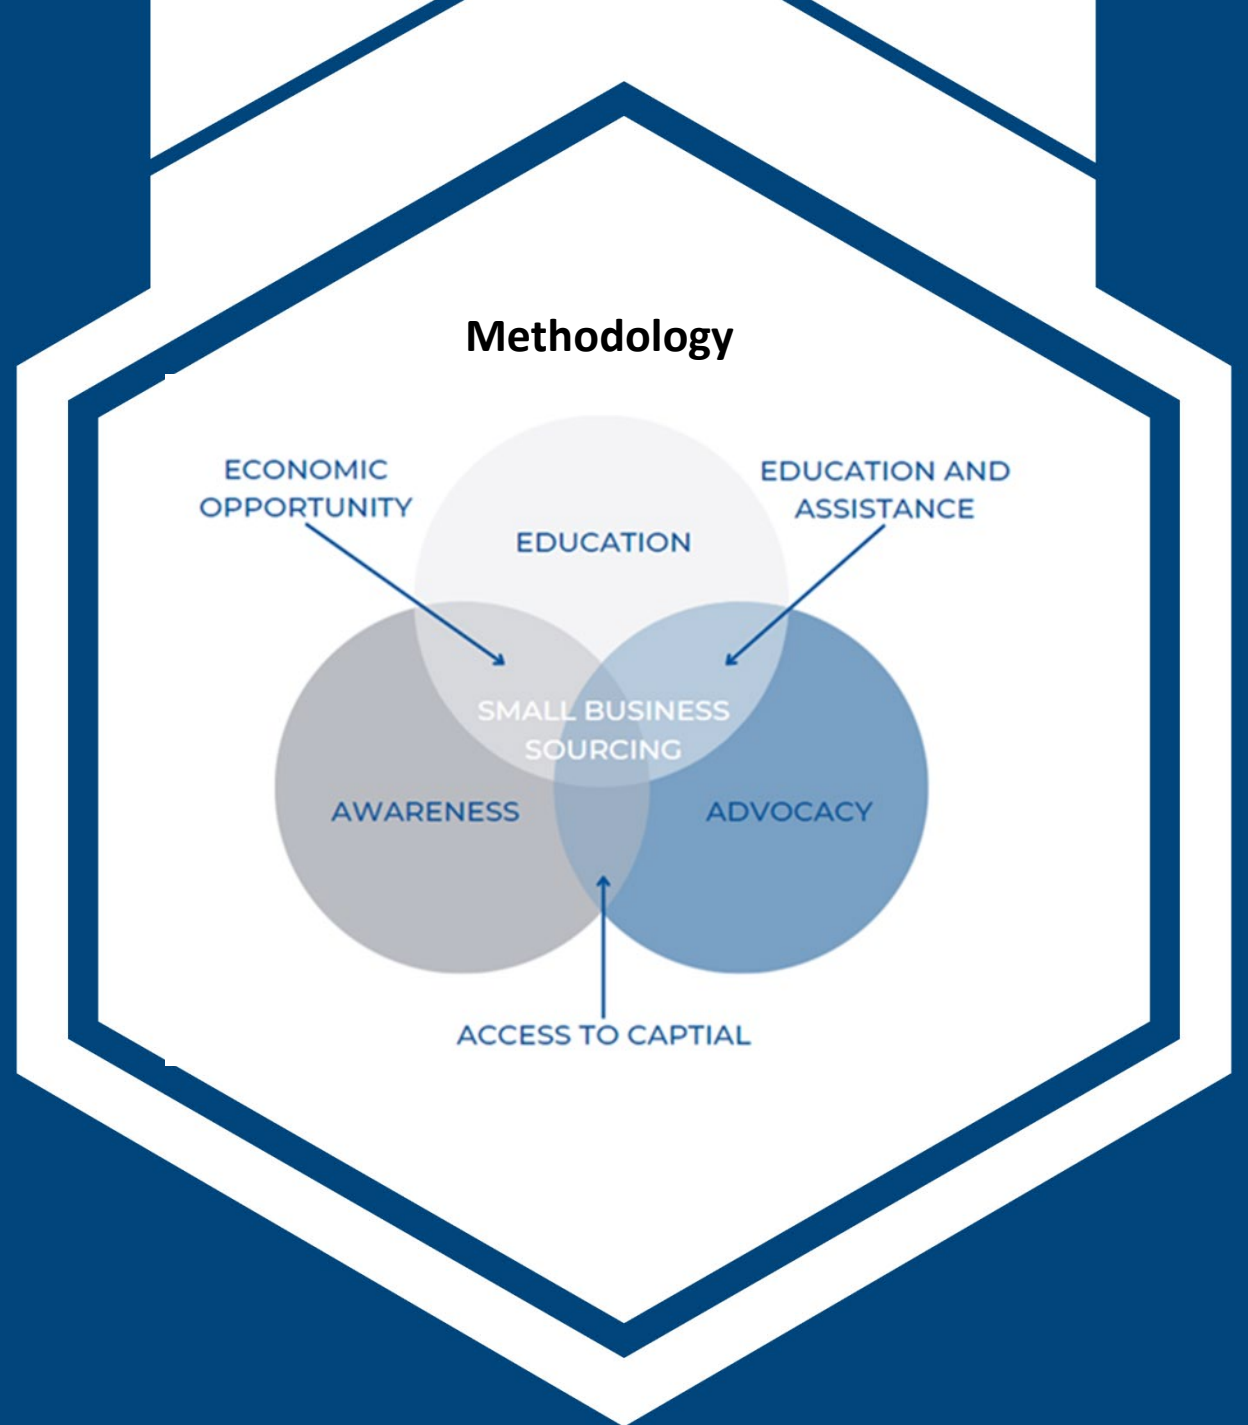 Methodology
ECONOMIC
OPPORTUNITY
EDUCATION AND
ASSISTANCE
EDUCATION
SMALL BUSINESS
SOURCING
AWARENESS
ADVOCACY
ACCESS TO CAPTIAL